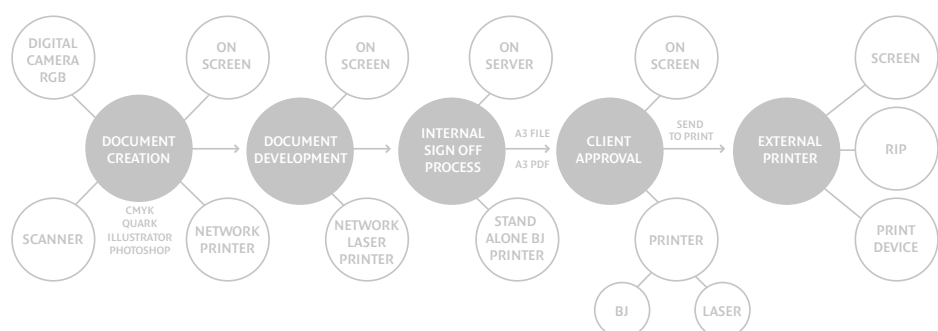 DIGITAL
CAMERA
RGB
ON
SCREEN
ON
SCREEN
ON
SERVER
ON
SCREEN
SCREEN
DOCUMENT
CREATION
DOCUMENT
DEVELOPMENT
INTERNAL
SIGN OFF
PROCESS
A3 FILE
A3 PDF
CLIENT
APPROVAL
SEND
TO PRINT
EXTERNAL
PRINTER
RIP
SCANNER
CMYK
QUARK
ILLUSTRATOR
PHOTOSHOP
NETWORK
PRINTER
NETWORK
LASER
PRINTER
STAND
ALONE BJ
PRINTER
PRINTER
PRINT
DEVICE
BJ
LASER